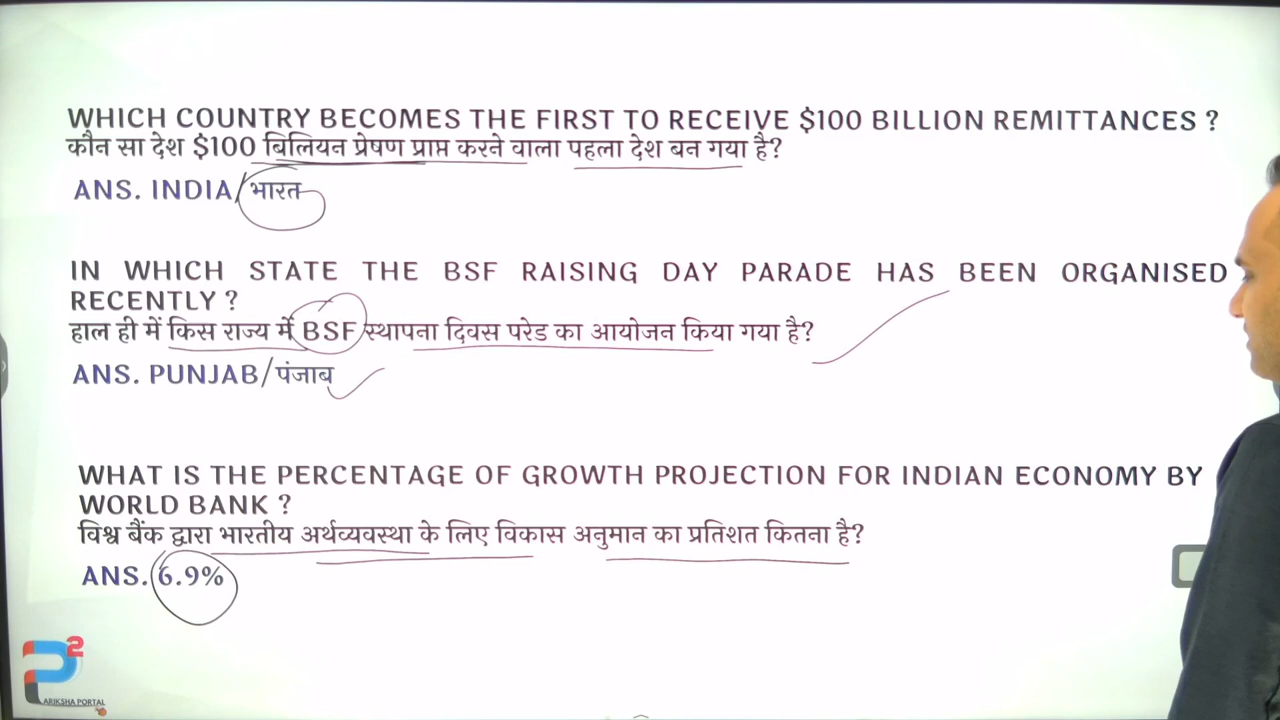 WHICH COUNTRY BECOMES THE FIRST TO RECEIVE $100 BILLION REMITTANCES ?
कौन सा देश $100 बिलियन प्रेषण प्राप्त करने वाला पहला देश बन गया है?
ANS. INDIA/भारत
IN WHICH STATE THE BSF RAISING DAY PARADE HAS BEEN ORGANISED
RECENTLY ?
हाल ही में किस राज्य में BSF स्थापना दिवस परेड का आयोजन किया गया है?
ANS. PUNJAB/पंजाब
WHAT IS THE PERCENTAGE OF GROWTH PROJECTION FOR INDIAN ECONOMY BY
WORLD BANK ?
विश्व बैंक द्वारा भारतीय अर्थव्यवस्था के लिए विकास अनुमान का प्रतिशत कितना है?
ANS. 6.9%
P2
ARIKSHA PORTAL